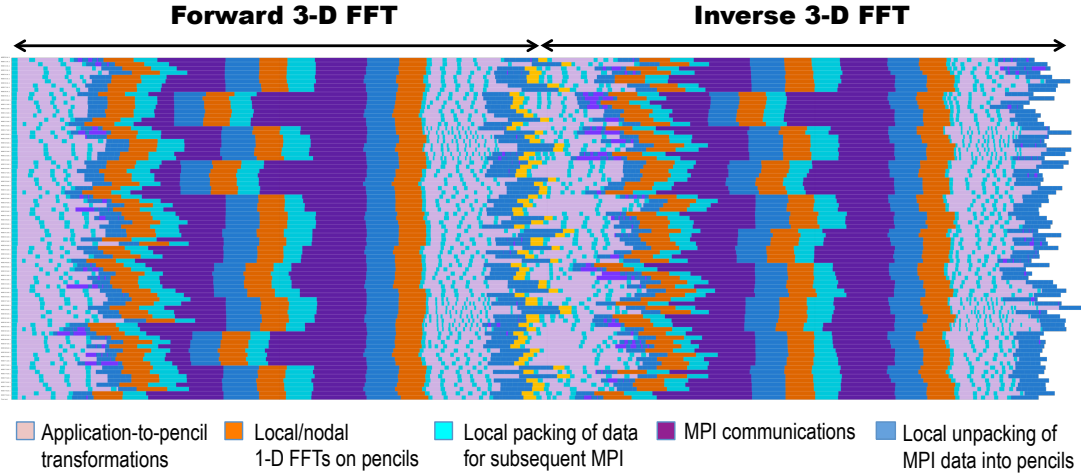 Forward 3-D FFT
Inverse 3-D FFT
Application-to-pencil
transformations
Local/nodal
1-D FFTs on pencils
Local packing of data
for subsequent MPI
MPI communications
Local unpacking of
MPI data into pencils